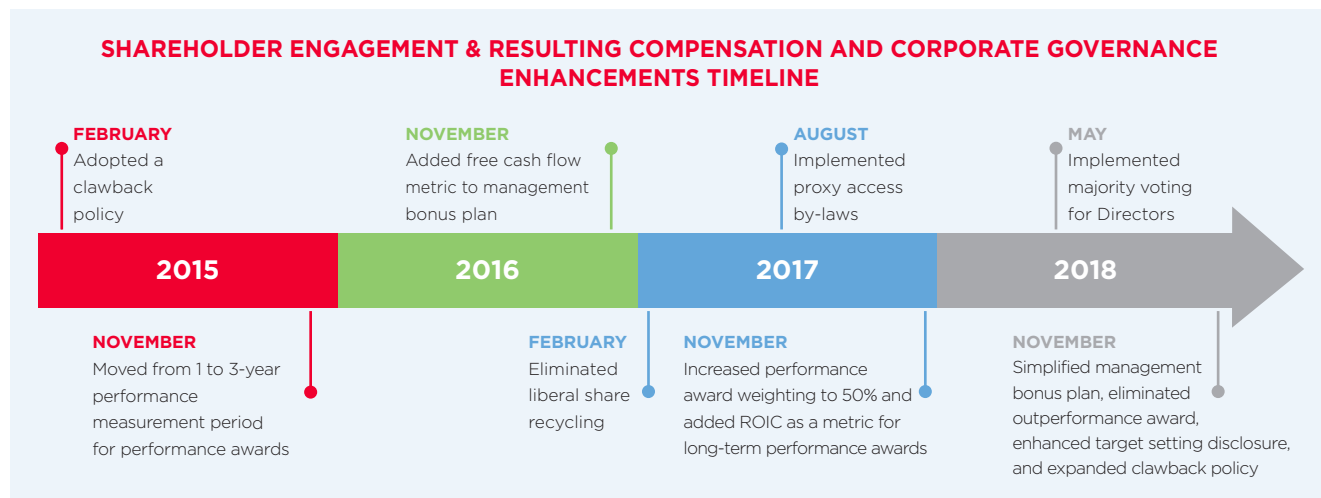 SHAREHOLDER ENGAGEMENT & RESULTING COMPENSATION AND CORPORATE GOVERNANCE
ENHANCEMENTS TIMELINE
FEBRUARY
Adopted a
clawback
policy
NOVEMBER
Added free cash flow
metric to management
bonus plan
AUGUST
Implemented
proxy access
by-laws
MAY
Implemented
majority voting
for Directors
2015
2016
2017
2018
NOVEMBER
Moved from 1 to 3-year
performance
measurement period
for performance awards
FEBRUARY
Eliminated
liberal share
recycling
NOVEMBER
Increased performance
award weighting to 50% and
added ROIC as a metric for
long-term performance awards
NOVEMBER
Simplified management
bonus plan, eliminated
outperformance award,
enhanced target setting disclosure,
and expanded clawback policy